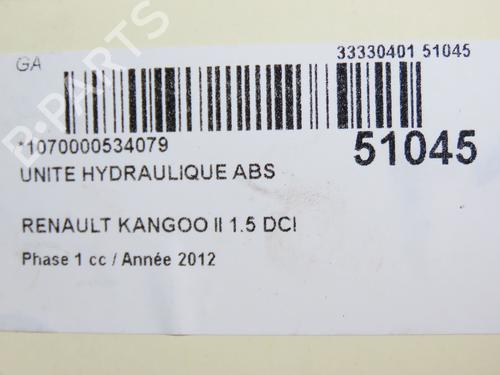 GA
33330401 51045
*1070000534079
51045
UNITE HYDRAULIQUE ABS
RENAULT KANGOO II 1.5 DCI
Phase 1 cc / Année 2012
B-PARTS